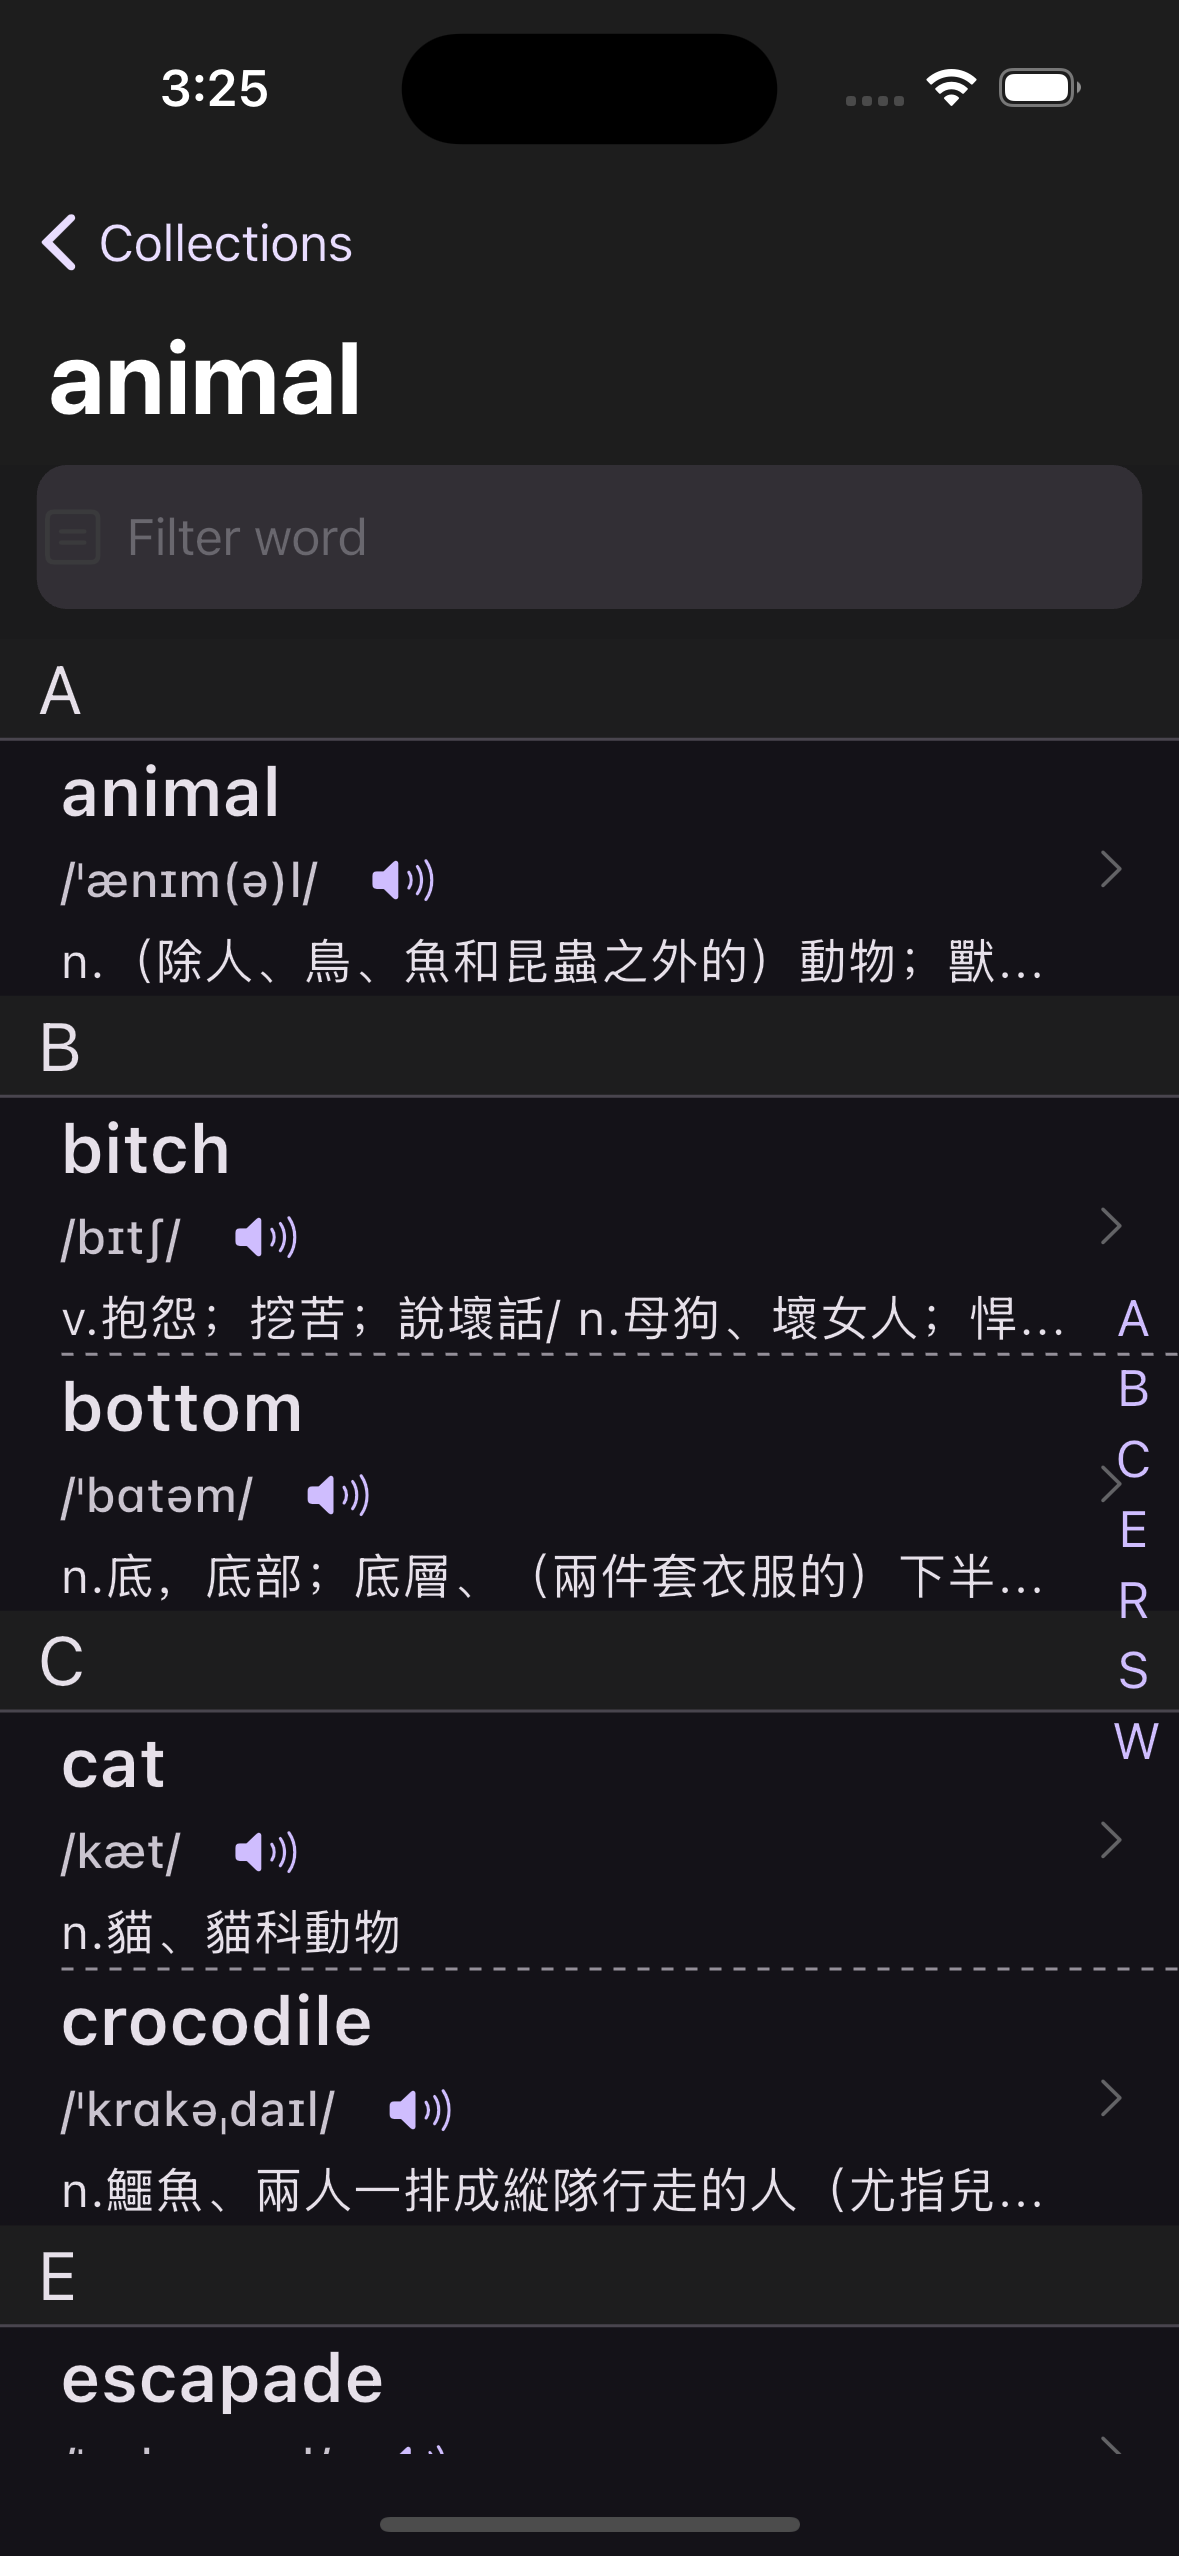 3:25
Collections
animal
Filter word
A
animal
/ˈænɪm(ə)l/
n.（除人、鳥、魚和昆蟲之外的）動物；獸...
B
bitch
/bɪtʃ/
v.抱怨；挖苦；說壞話/ n.母狗、壞女人；悍...
bottom
/ˈbɑtəm/
n.底，底部；底層、（兩件套衣服的）下半...
C
cat
/kæt/
n.貓、貓科動物
crocodile
/ˈkrɑkəˌdaɪl/
n.鱷魚、兩人一排成縱隊行走的人（尤指兒...
E
escapade
A
B
C
E
R
S
W